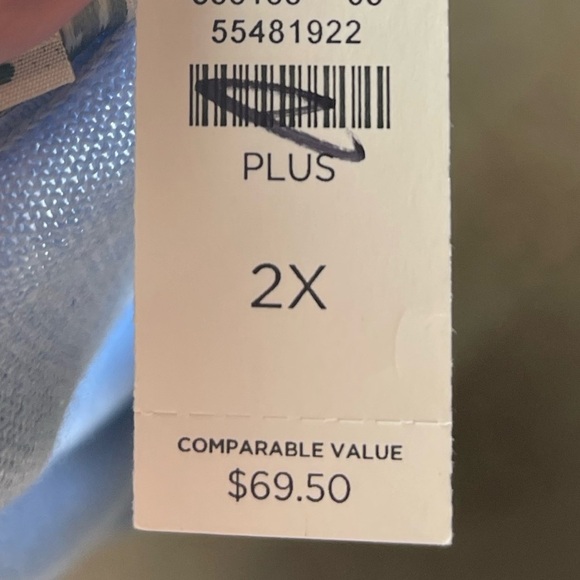 55481922
PLUS
2X
COMPARABLE VALUE
$69.50